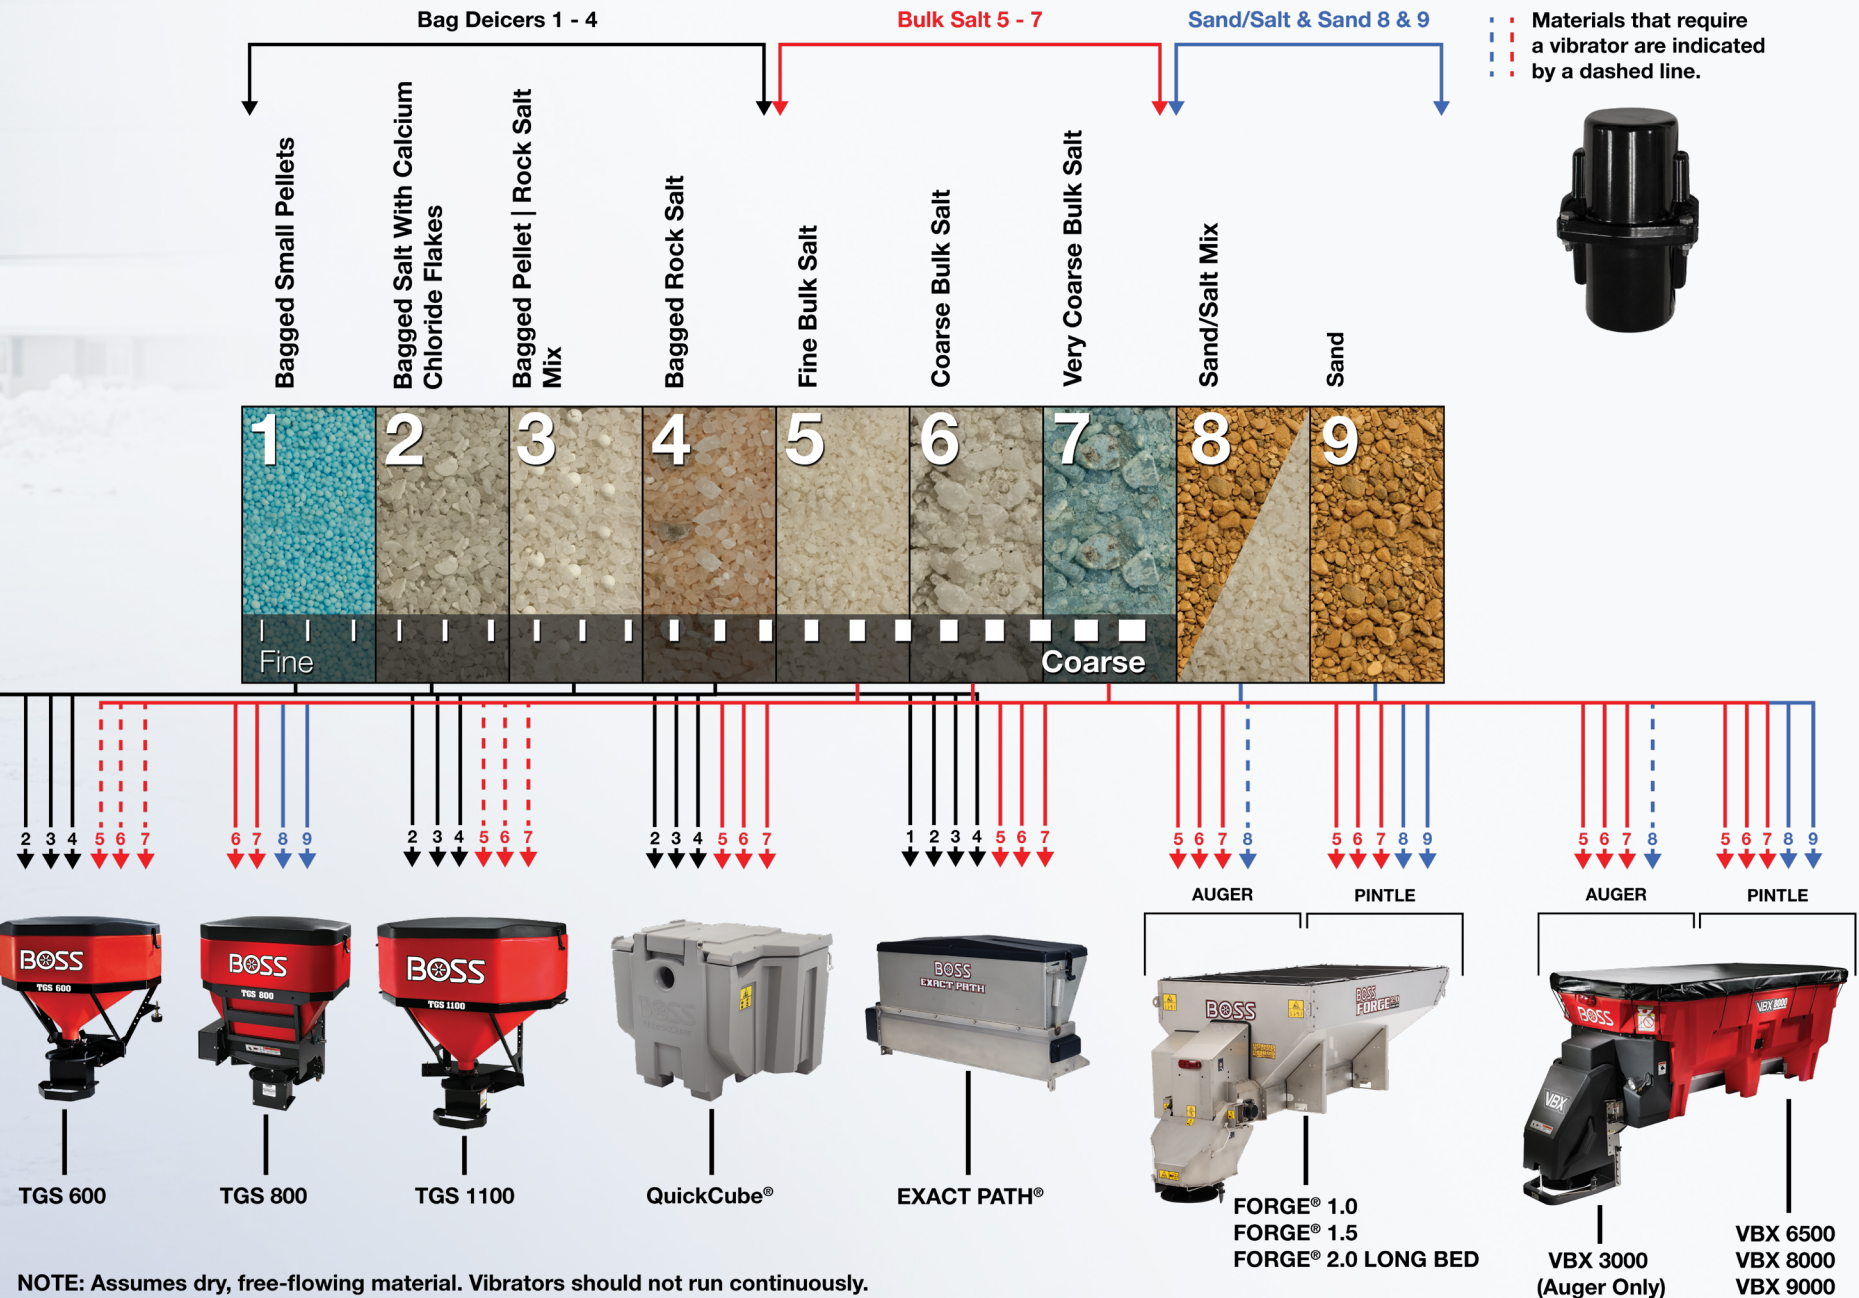 Bag Deicers 1 - 4
Bulk Salt 5 - 7
Sand/Salt & Sand 8 & 9
Materials that require
a vibrator are indicated
by a dashed line.
Bagged Small Pellets
Bagged Salt With Calcium
Chloride Flakes
Bagged Pellet | Rock Salt
Mix
Bagged Rock Salt
Fine Bulk Salt
Coarse Bulk Salt
Very Coarse Bulk Salt
Sand/Salt Mix
Sand
1 2 3 4 5 6 7 8 9
Fine
Coarse
2 3 4 5 6 7
6 7 8 9
2 3 4 5 6 7
2 3 4 5 6 7
1 2 3 4 5 6 7
5 6 7 8
5 6 7 8 9
5 6 7 8
5 6 7 8 9
AUGER
PINTLE
AUGER
PINTLE
BOSS
TGS 600
BOSS
TGS 800
BOSS
TGS 1100
BOSS
BOSS
EXACT PATH
BOSS
BOSS
FORGE
BOSS
VBX 8000
VBX
TGS 600
TGS 800
TGS 1100
QuickCube®
EXACT PATH®
FORGE® 1.0
FORGE® 1.5
FORGE® 2.0 LONG BED
VBX 3000
(Auger Only)
VBX 6500
VBX 8000
VBX 9000
NOTE: Assumes dry, free-flowing material. Vibrators should not run continuously.